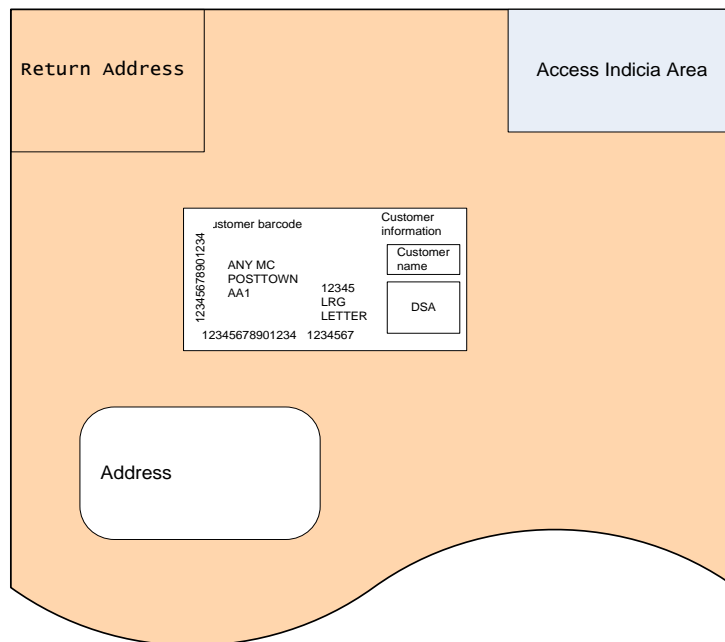 Return Address
Access Indicia Area
ustomer barcode
Customer
information
12345678901234
Customer
name
ANY MC
POSTTOWN
AA1
12345
LRG
LETTER
DSA
12345678901234 1234567
Address